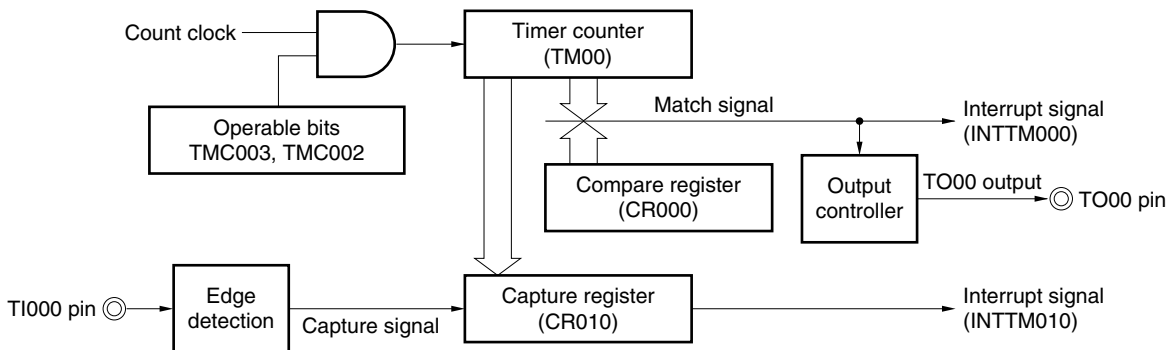 Count clock
Timer counter
(TM00)
Operable bits
TMC003, TMC002
Match signal
Interrupt signal
(INTTM000)
Compare register
(CR000)
Output
controller
TO00 output
TO00 pin
TI000 pin
Edge
detection
Capture signal
Capture register
(CR010)
Interrupt signal
(INTTM010)